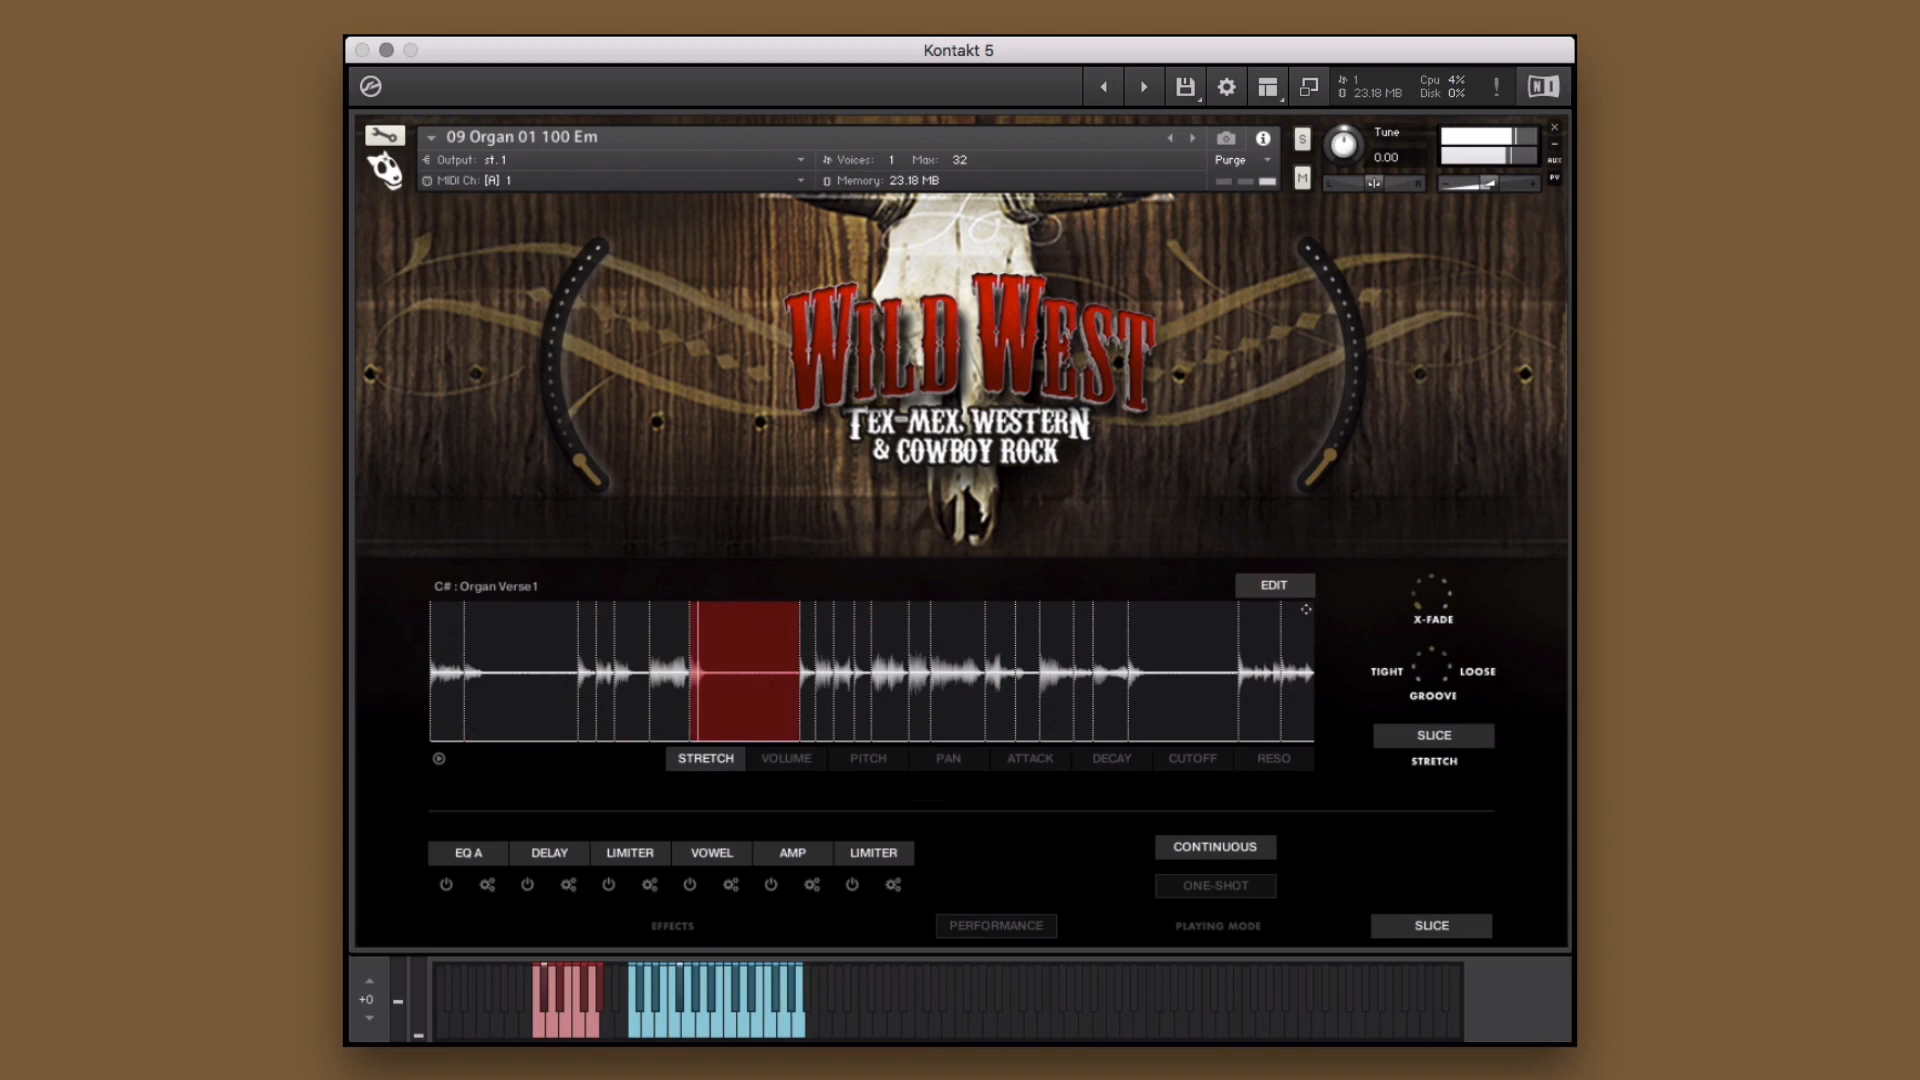 Kontakt 5
1
23.18 MB
Cpu 4%
Disk 0%
!
NI
09 Organ 01 100 Em
Output: st.1
Voices: 1 Max: 32
Purge
MIDI Ch: [A] 1
Memory: 23.18 MB
S
M
Tune
0.00
L R
- +
AUX
PV
WILD WEST
TEX-MEX, WESTERN
& COWBOY ROCK
C# : Organ Verse1
EDIT
X-FADE
TIGHT LOOSE
GROOVE
SLICE
STRETCH
STRETCH VOLUME PITCH PAN ATTACK DECAY CUTOFF RESO
EQ A DELAY LIMITER VOWEL AMP LIMITER
CONTINUOUS
ONE-SHOT
EFFECTS
PERFORMANCE
PLAYING MODE
SLICE
+0